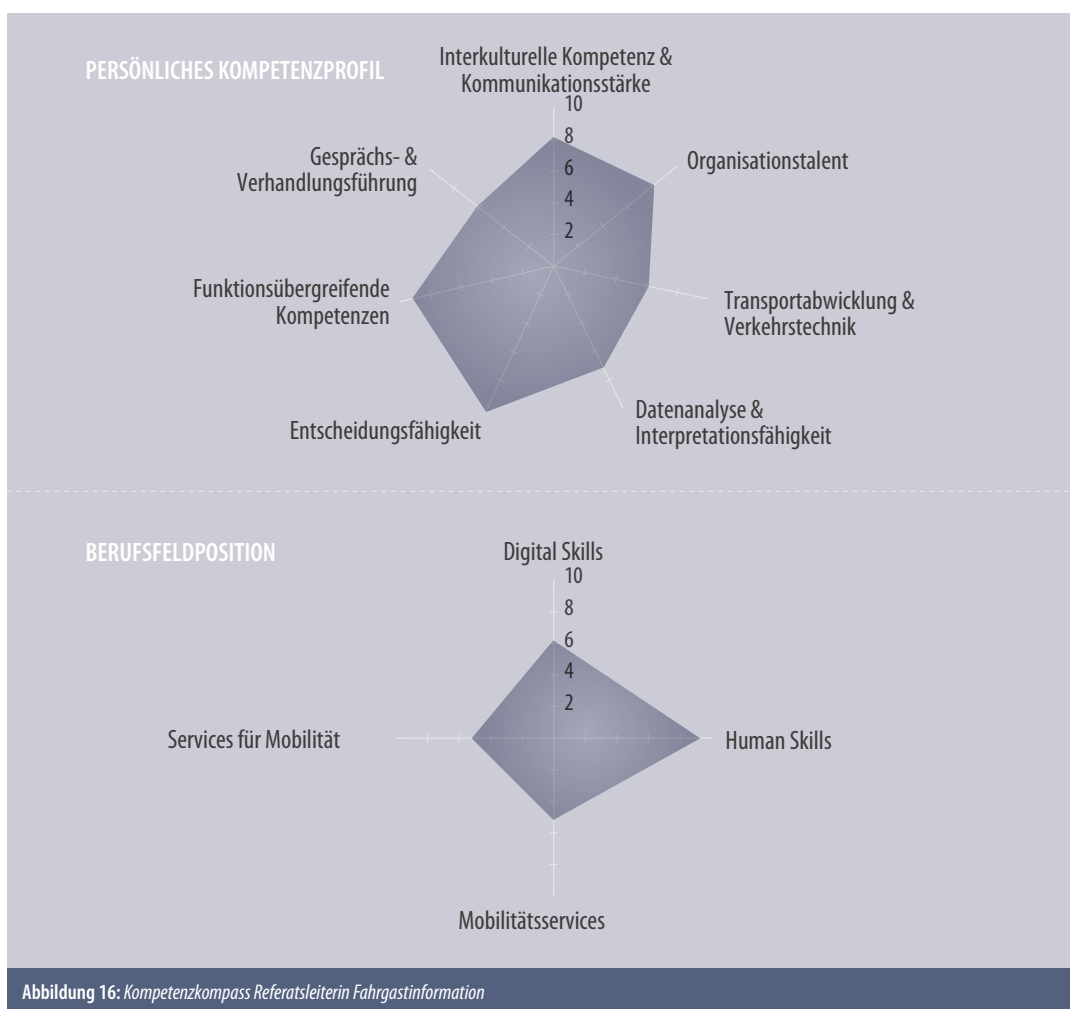 PERSÖNLICHES KOMPETENZPROFIL
Interkulturelle Kompetenz &
Kommunikationsstärke
10
8
6
4
2
Gesprächs- &
Verhandlungsführung
Organisationstalent
Funktionsübergreifende
Kompetenzen
Transportabwicklung &
Verkehrstechnik
Entscheidungsfähigkeit
Datenanalyse &
Interpretationsfähigkeit
BERUFSFELDPOSITION
Digital Skills
10
8
6
4
2
Services für Mobilität
Human Skills
Mobilitätsservices
Abbildung 16: Kompetenzkompass Referatsleiterin Fahrgastinformation